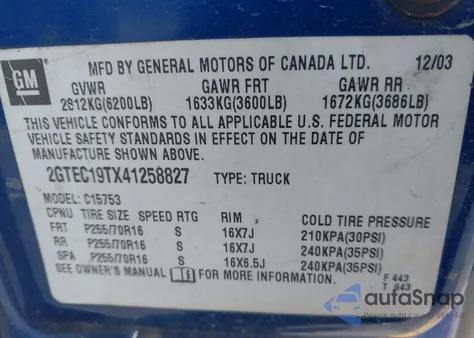 GM
MFD BY GENERAL MOTORS OF CANADA LTD. 12/03
GVWR GAWR FRT GAWR RR
2812KG(6200LB) 1633KG(3600LB) 1672KG(3686LB)
THIS VEHICLE CONFORMS TO ALL APPLICABLE U.S. FEDERAL MOTOR
VEHICLE SAFETY STANDARDS IN EFFECT ON THE DATE OF
MANUFACTURE SHOWN ABOVE.
2GTEC19TX41258827 TYPE: TRUCK
MODEL: C15753
CPNU TIRE SIZE SPEED RTG RIM COLD TIRE PRESSURE
FRT P255/70R16 S 16X7J 210KPA(30PSI)
RR P255/70R16 S 16X7J 240KPA(35PSI)
SPA P255/70R16 S 16X6.5J 240KPA(35PSI)
SEE OWNER'S MANUAL FOR MORE INFORMATION
F 443
T 543
autoSnap